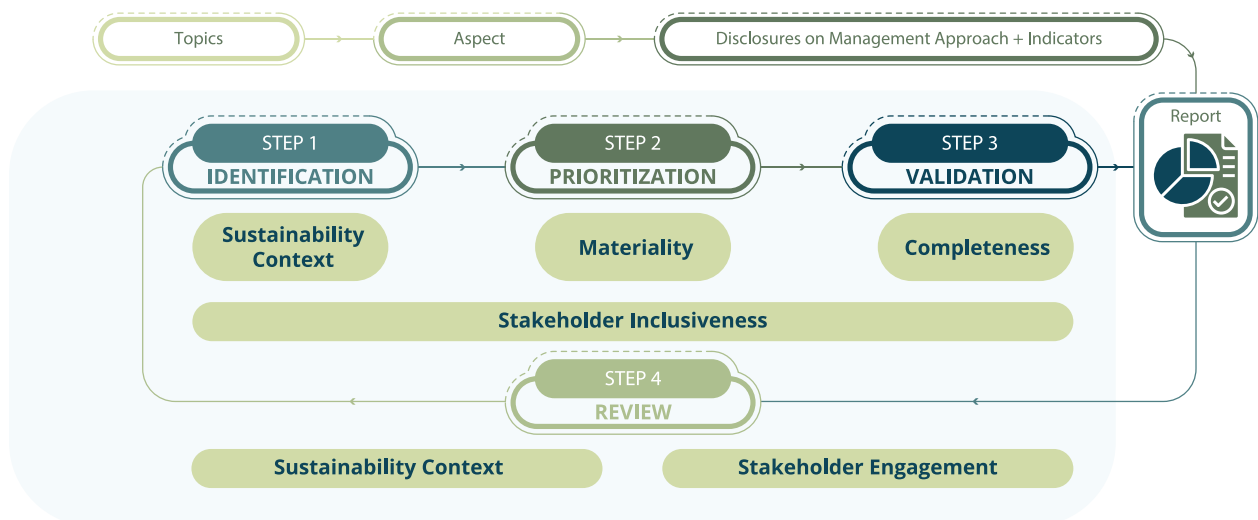 Topics
Aspect
Disclosures on Management Approach + Indicators
Report
STEP 1
IDENTIFICATION
STEP 2
PRIORITIZATION
STEP 3
VALIDATION
Sustainability
Context
Materiality
Completeness
Stakeholder Inclusiveness
STEP 4
REVIEW
Sustainability Context
Stakeholder Engagement